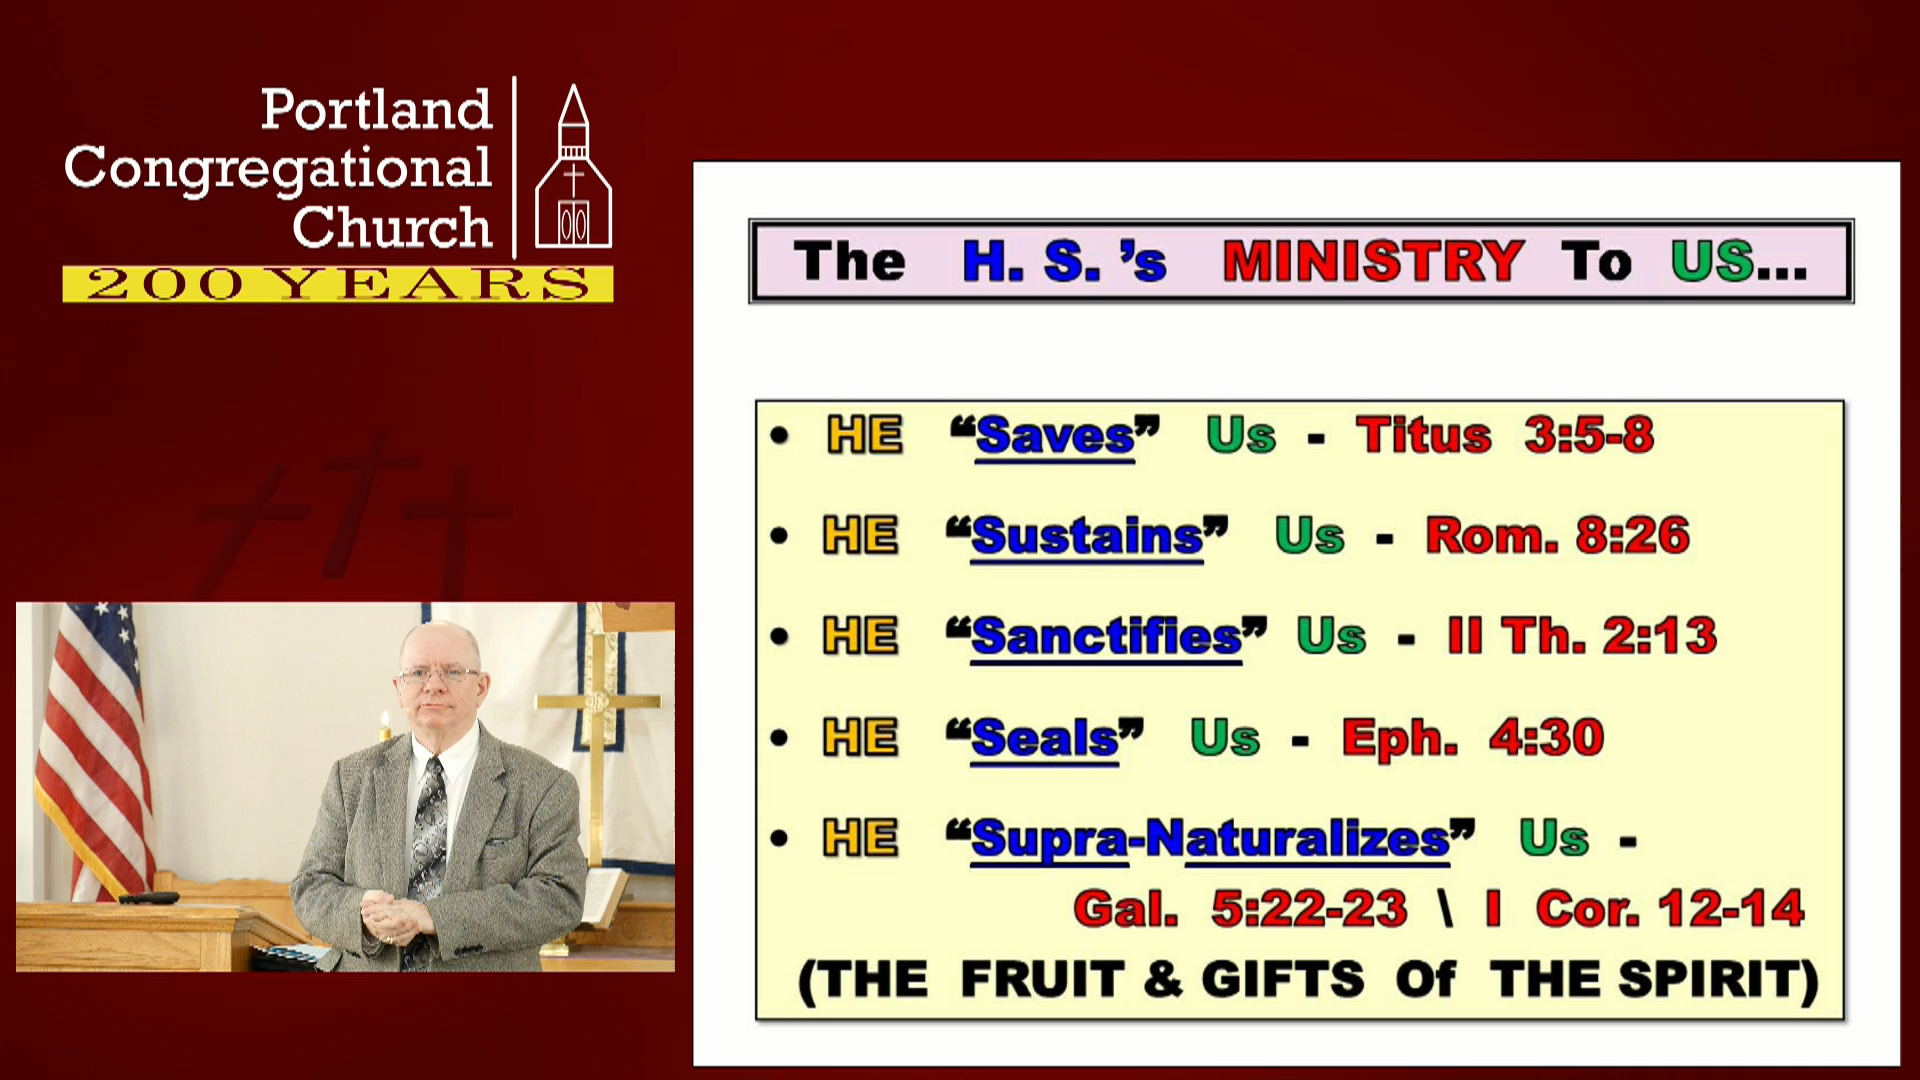 Portland
Congregational
Church
200 YEARS
The H. S. ’s MINISTRY To US...
• HE “Saves” Us - Titus 3:5-8
• HE “Sustains” Us - Rom. 8:26
• HE “Sanctifies” Us - II Th. 2:13
• HE “Seals” Us - Eph. 4:30
• HE “Supra-Naturalizes” Us -
Gal. 5:22-23 \ I Cor. 12-14
(THE FRUIT & GIFTS Of THE SPIRIT)